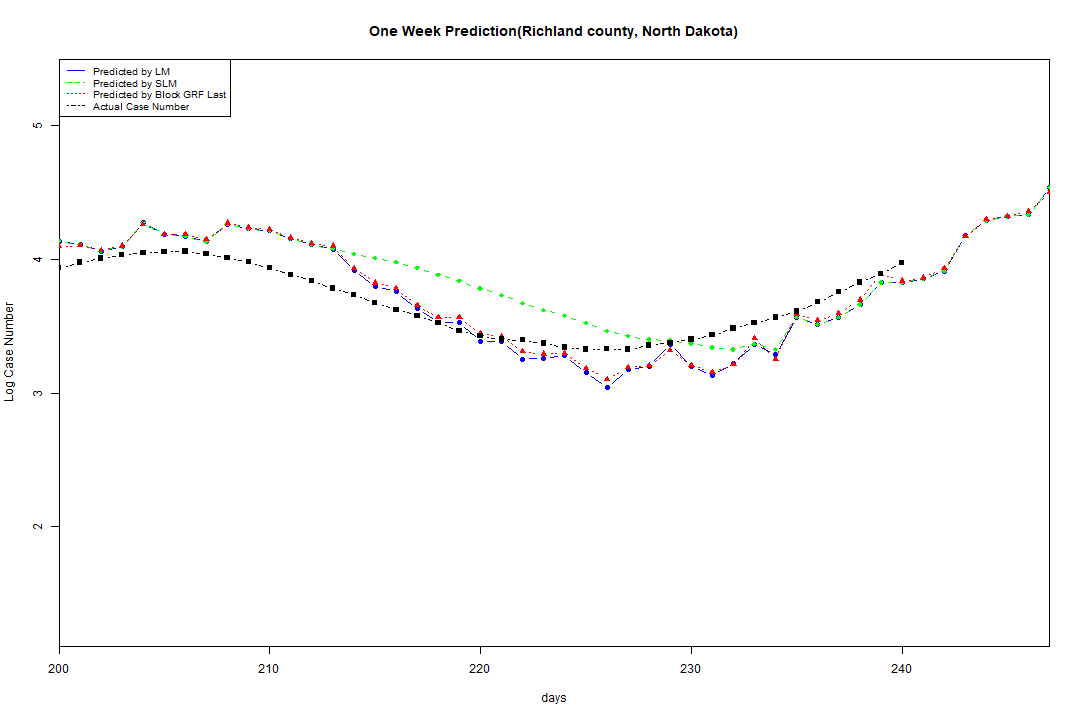 One Week Prediction(Richland county, North Dakota)
Predicted by LM
Predicted by SLM
Predicted by Block GRF Last
Actual Case Number
5
4
3
2
Log Case Number
200 210 220 230 240
days